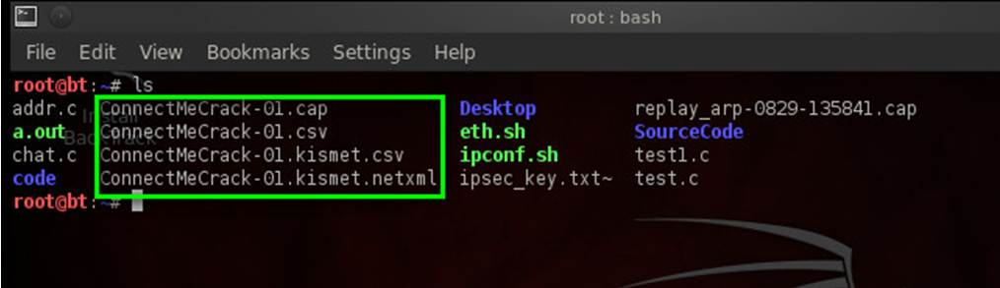 root : bash
File Edit View Bookmarks Settings Help
root@bt:~# ls
addr.c ConnectMeCrack-01.cap Desktop replay_arp-0829-135841.cap
a.out ConnectMeCrack-01.csv eth.sh SourceCode
chat.c ConnectMeCrack-01.kismet.csv ipconf.sh test1.c
code ConnectMeCrack-01.kismet.netxml ipsec_key.txt~ test.c
root@bt:~#
Install
BackTrack